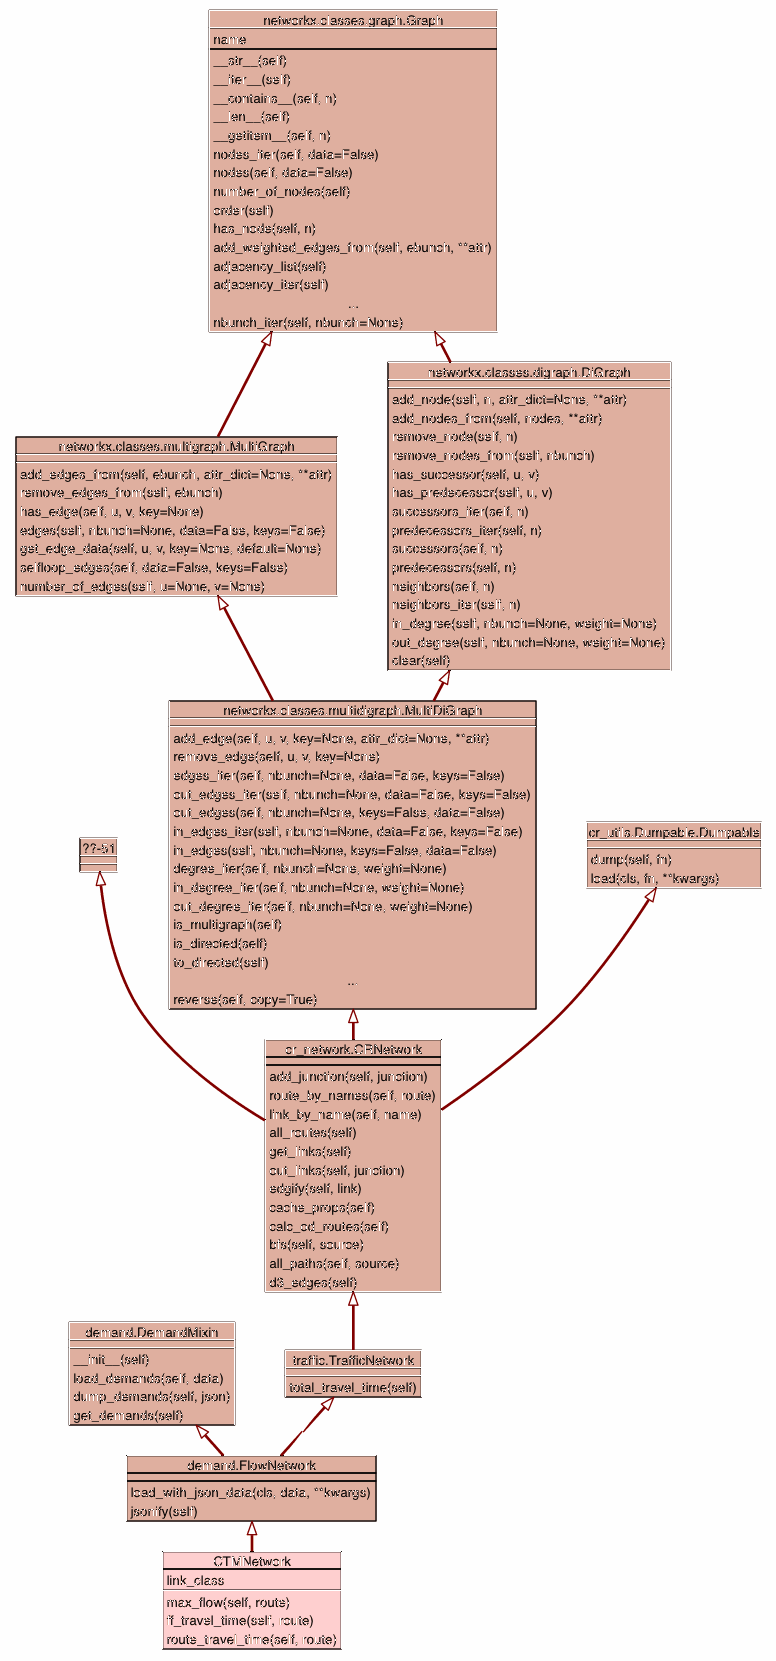 networkx.classes.graph.Graph
name
__str__(self)
__iter__(self)
__contains__(self, n)
__len__(self)
__getitem__(self, n)
nodes_iter(self, data=False)
nodes(self, data=False)
number_of_nodes(self)
order(self)
has_node(self, n)
add_weighted_edges_from(self, ebunch, **attr)
adjacency_list(self)
adjacency_iter(self)
...
nbunch_iter(self, nbunch=None)
networkx.classes.digraph.DiGraph
add_node(self, n, attr_dict=None, **attr)
add_nodes_from(self, nodes, **attr)
remove_node(self, n)
remove_nodes_from(self, nbunch)
has_successor(self, u, v)
has_predecessor(self, u, v)
successors_iter(self, n)
predecessors_iter(self, n)
successors(self, n)
predecessors(self, n)
neighbors(self, n)
neighbors_iter(self, n)
in_degree(self, nbunch=None, weight=None)
out_degree(self, nbunch=None, weight=None)
clear(self)
networkx.classes.multigraph.MultiGraph
add_edges_from(self, ebunch, attr_dict=None, **attr)
remove_edges_from(self, ebunch)
has_edge(self, u, v, key=None)
edges(self, nbunch=None, data=False, keys=False)
get_edge_data(self, u, v, key=None, default=None)
selfloop_edges(self, data=False, keys=False)
number_of_edges(self, u=None, v=None)
networkx.classes.multidigraph.MultiDiGraph
add_edge(self, u, v, key=None, attr_dict=None, **attr)
remove_edge(self, u, v, key=None)
edges_iter(self, nbunch=None, data=False, keys=False)
out_edges_iter(self, nbunch=None, data=False, keys=False)
out_edges(self, nbunch=None, keys=False, data=False)
in_edges_iter(self, nbunch=None, data=False, keys=False)
in_edges(self, nbunch=None, keys=False, data=False)
degree_iter(self, nbunch=None, weight=None)
in_degree_iter(self, nbunch=None, weight=None)
out_degree_iter(self, nbunch=None, weight=None)
is_multigraph(self)
is_directed(self)
to_directed(self)
...
reverse(self, copy=True)
??-51
cr_utils.Dumpable.Dumpable
dump(self, fn)
load(cls, fn, **kwargs)
cr_network.CRNetwork
add_junction(self, junction)
route_by_names(self, route)
link_by_name(self, name)
all_routes(self)
get_links(self)
out_links(self, junction)
edgify(self, link)
cache_props(self)
calc_od_routes(self)
bfs(self, source)
all_paths(self, source)
d3_edges(self)
demand.DemandMixin
__init__(self)
load_demands(self, data)
dump_demands(self, json)
get_demands(self)
traffic.TrafficNetwork
total_travel_time(self)
demand.FlowNetwork
load_with_json_data(cls, data, **kwargs)
jsonify(self)
CTMNetwork
link_class
max_flow(self, route)
ff_travel_time(self, route)
route_travel_time(self, route)